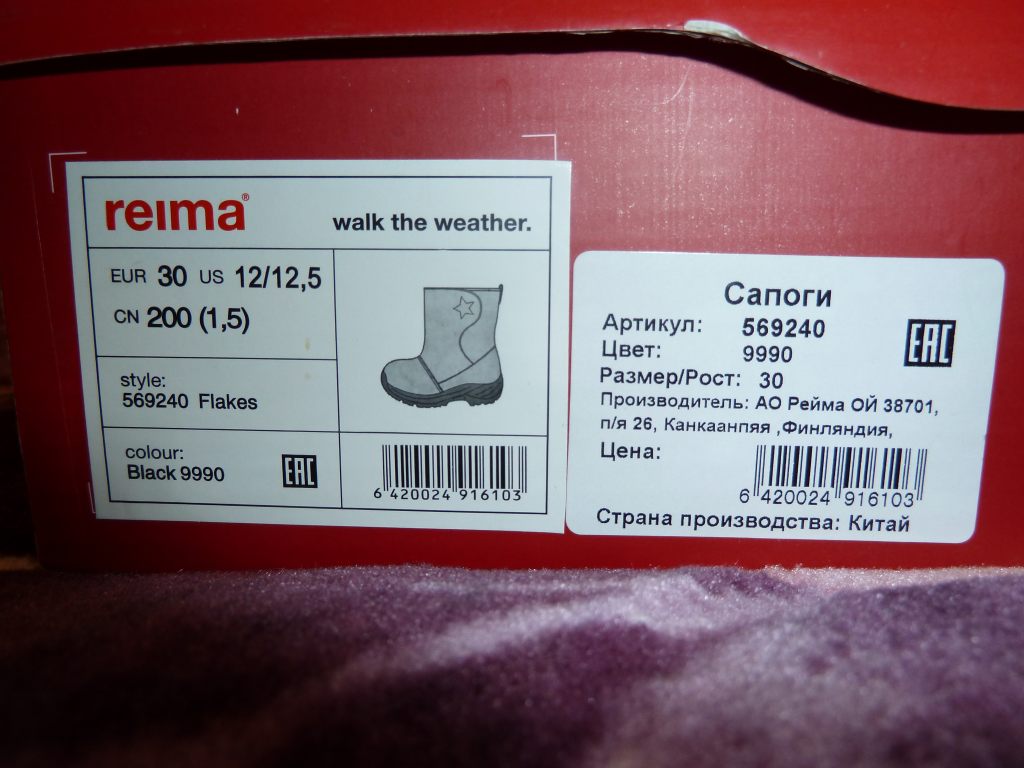 reima®
walk the weather.
EUR 30 US 12/12,5
CN 200 (1,5)
style:
569240 Flakes
colour:
Black 9990
EAC
6 420024 916103
Сапоги
Артикул: 569240
Цвет: 9990
EAC
Размер/Рост: 30
Производитель: АО Рейма ОЙ 38701,
п/я 26, Канкаанпяя ,Финляндия,
Цена:
6 420024 916103
Страна производства: Китай